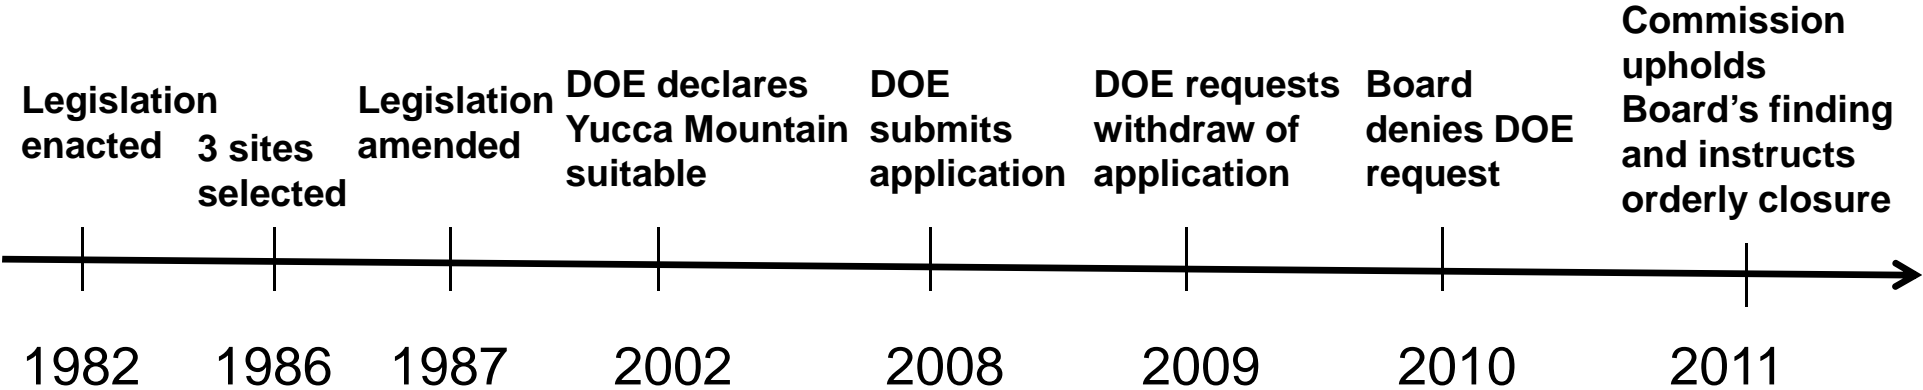 Legislation
enacted
3 sites
selected
Legislation
amended
DOE declares
Yucca Mountain
suitable
DOE
submits
application
DOE requests
withdraw of
application
Board
denies DOE
request
Commission
upholds
Board’s finding
and instructs
orderly closure
1982
1986
1987
2002
2008
2009
2010
2011